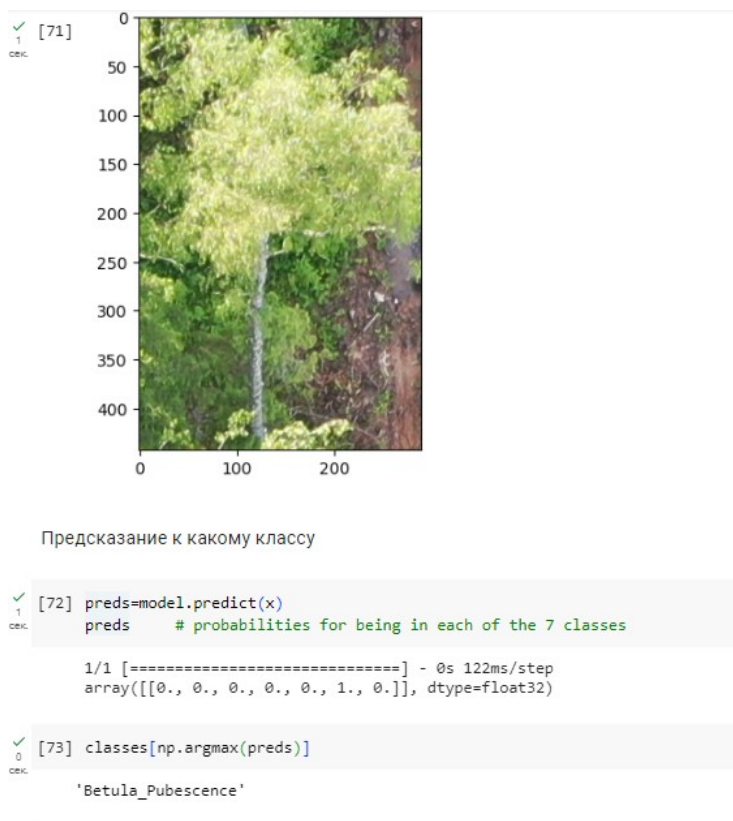 [71]
1
сек.
0
50
100
150
200
250
300
350
400
0 100 200
Предсказание к какому классу
[72] preds=model.predict(x)
1
сек.
preds # probabilities for being in each of the 7 classes
1/1 [==============================] - 0s 122ms/step
array([[0., 0., 0., 0., 0., 1., 0.]], dtype=float32)
[73] classes[np.argmax(preds)]
0
сек.
'Betula_Pubescence'